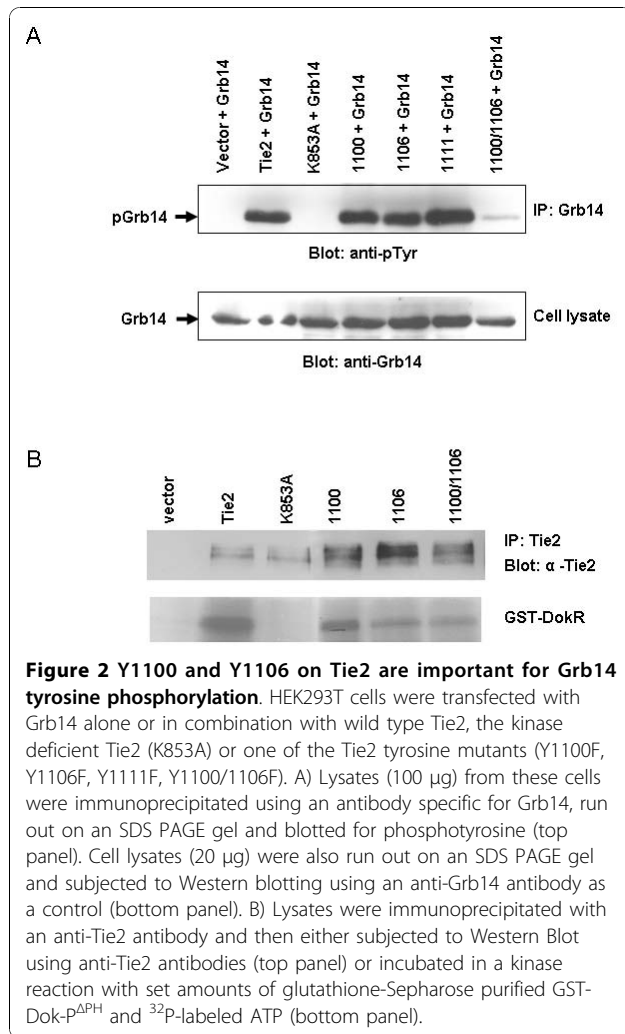 A
Vector + Grb14
Tie2 + Grb14
K853A + Grb14
1100 + Grb14
1106 + Grb14
1111 + Grb14
1100/1106 + Grb14
pGrb14
IP: Grb14
Blot: anti-pTyr
Grb14
Cell lysate
Blot: anti-Grb14
B
vector
Tie2
K853A
1100
1106
1100/1106
IP: Tie2
Blot: α -Tie2
GST-DokR
Figure 2 Y1100 and Y1106 on Tie2 are important for Grb14
tyrosine phosphorylation. HEK293T cells were transfected with
Grb14 alone or in combination with wild type Tie2, the kinase
deficient Tie2 (K853A) or one of the Tie2 tyrosine mutants (Y1100F,
Y1106F, Y1111F, Y1100/1106F). A) Lysates (100 μg) from these cells
were immunoprecipitated using an antibody specific for Grb14, run
out on an SDS PAGE gel and blotted for phosphotyrosine (top
panel). Cell lysates (20 μg) were also run out on an SDS PAGE gel
and subjected to Western blotting using an anti-Grb14 antibody as
a control (bottom panel). B) Lysates were immunoprecipitated with
an anti-Tie2 antibody and then either subjected to Western Blot
using anti-Tie2 antibodies (top panel) or incubated in a kinase
reaction with set amounts of glutathione-Sepharose purified GST-
Dok-P^ΔPH and ³²P-labeled ATP (bottom panel).